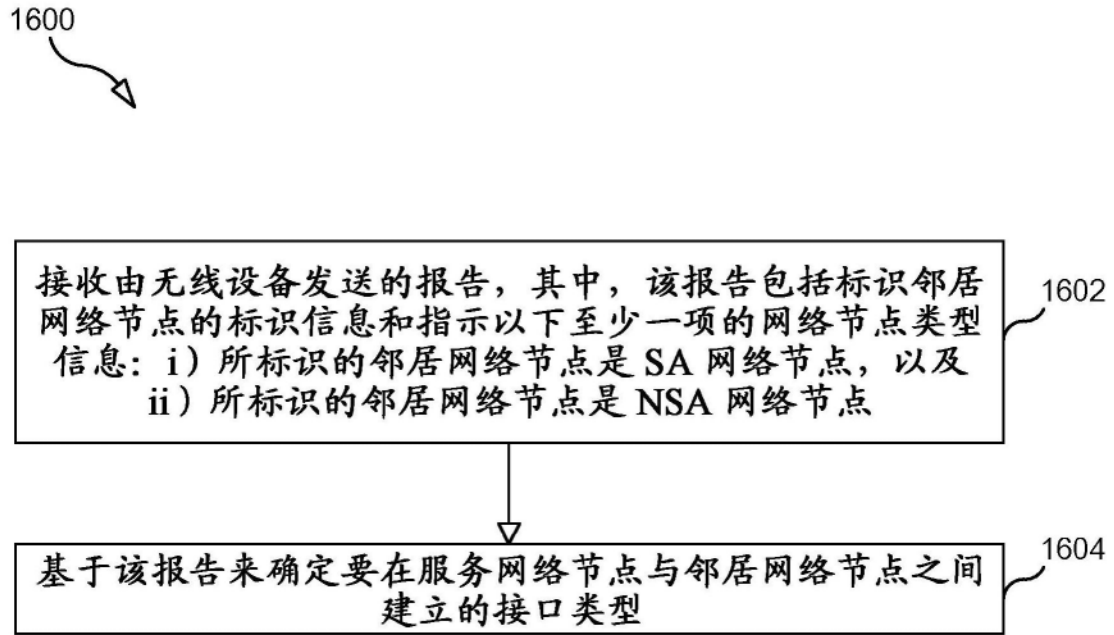 1600
接收由无线设备发送的报告，其中，该报告包括标识邻居
网络节点的标识信息和指示以下至少一项的网络节点类型
信息：i）所标识的邻居网络节点是 SA 网络节点，以及
ii）所标识的邻居网络节点是 NSA 网络节点
1602
基于该报告来确定要在服务网络节点与邻居网络节点之间
建立的接口类型
1604